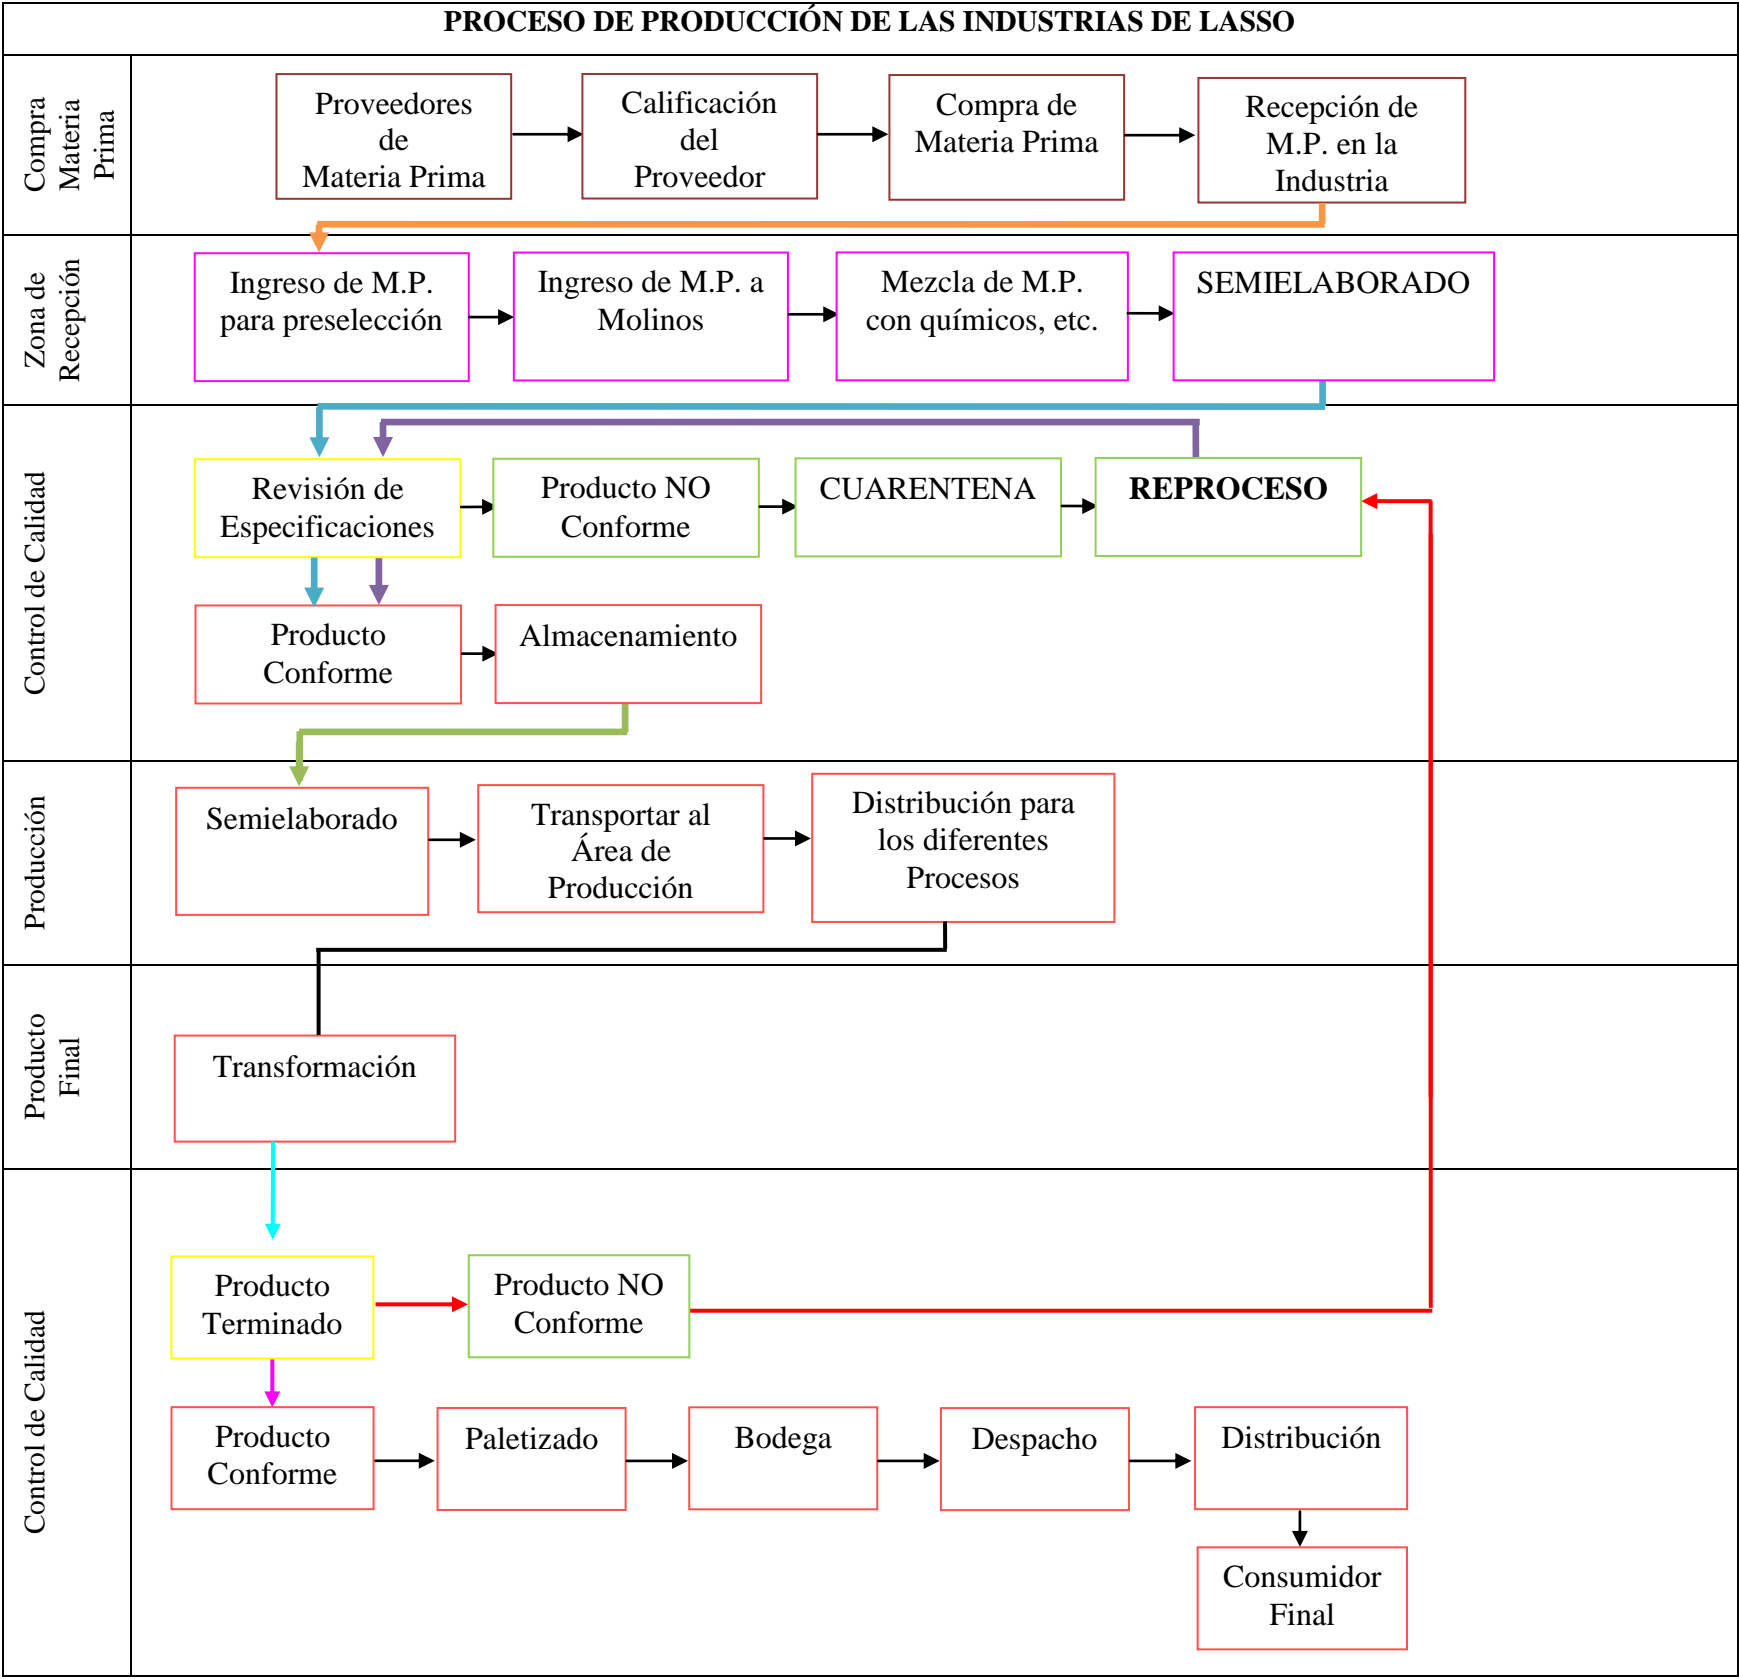 PROCESO DE PRODUCCIÓN DE LAS INDUSTRIAS DE LASSO
Compra
Materia
Prima
Proveedores
de
Materia Prima
Calificación
del
Proveedor
Compra de
Materia Prima
Recepción de
M.P. en la
Industria
Zona de
Recepción
Ingreso de M.P.
para preselección
Ingreso de M.P. a
Molinos
Mezcla de M.P.
con químicos, etc.
SEMIELABORADO
Control de Calidad
Revisión de
Especificaciones
Producto NO
Conforme
CUARENTENA
REPROCESO
Producto
Conforme
Almacenamiento
Producción
Semielaborado
Transportar al
Área de
Producción
Distribución para
los diferentes
Procesos
Producto
Final
Transformación
Control de Calidad
Producto
Terminado
Producto NO
Conforme
Producto
Conforme
Paletizado
Bodega
Despacho
Distribución
Consumidor
Final